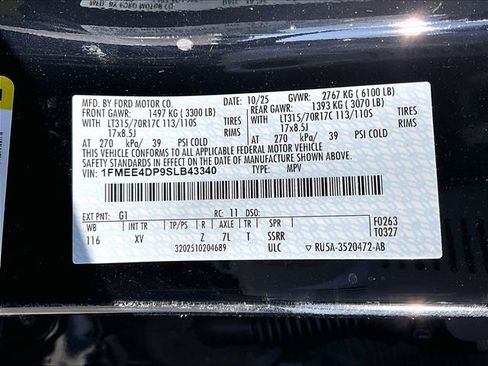 MFD. BY FORD MOTOR CO.
10/25 GVWR: 2767 KG (6100 LB)
FRONT GAWR: 1497 KG (3300 LB)
REAR GAWR: 1393 KG (3070 LB)
WITH LT315/70R17C 113/110S TIRES
WITH LT315/70R17C 113/110S TIRES
17x8.5J RIMS
17x8.5J RIMS
AT 270 kPa/ 39 PSI COLD
AT 270 kPa/ 39 PSI COLD
THIS VEHICLE CONFORMS TO ALL APPLICABLE FEDERAL MOTOR VEHICLE
SAFETY STANDARDS IN EFFECT ON THE DATE OF MANUFACTURE SHOWN ABOVE.
VIN: 1FMEE4DP9SLB43340 TYPE: MPV
EXT PNT: G1 RC: 11 DSO:
WB INT TR TP/PS R AXLE TR SPR F0263
116 XV Z 7L T SSRR T0327
3202510204689 ULC ▽ RU5A-3520472-AB